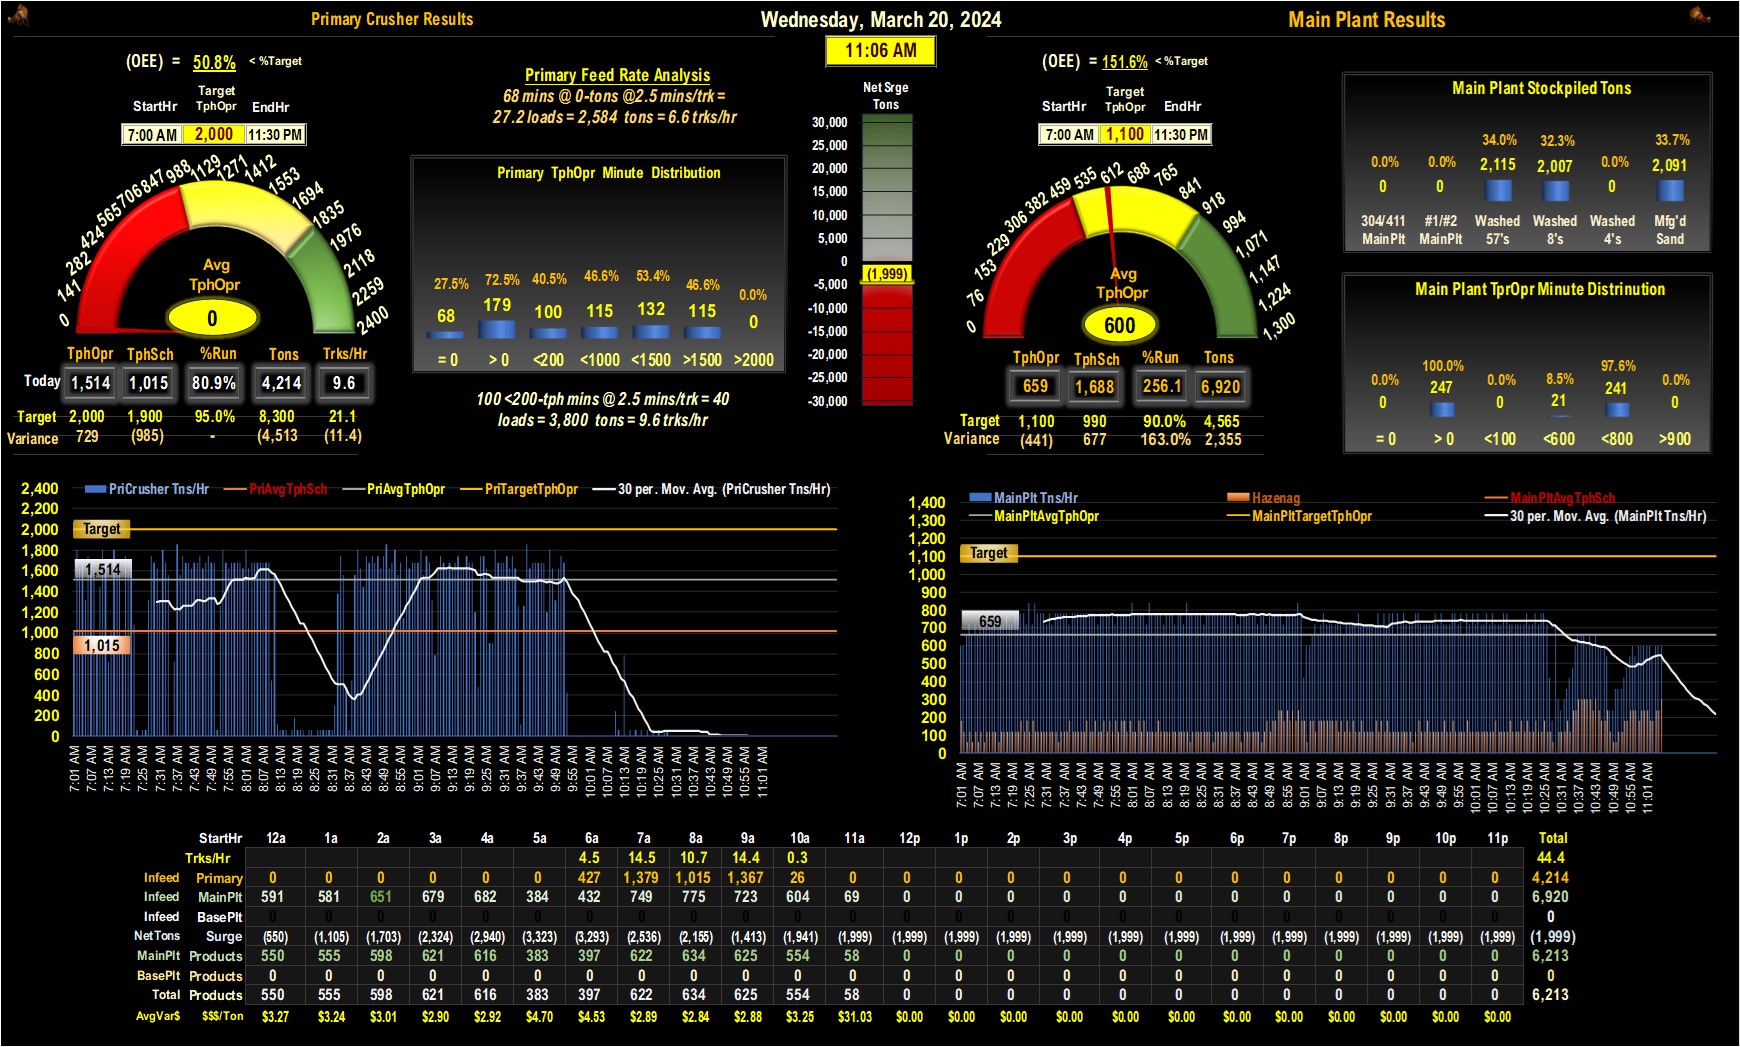 Primary Crusher Results
Wednesday, March 20, 2024
Main Plant Results
11:06 AM
(OEE) = 50.8% < %Target
Target
StartHr TphOpr EndHr
7:00 AM 2,000 11:30 PM
0 141 282 424 565 706 847 988 1129 1271 1412 1553 1694 1835 1976 2118 2259 2400
Avg
TphOpr
0
TphOpr TphSch %Run Tons Trks/Hr
Today 1,514 1,015 80.9% 4,214 9.6
Target 2,000 1,900 95.0% 8,300 21.1
Variance 729 (985) - (4,513) (11.4)
Primary Feed Rate Analysis
68 mins @ 0-tons @2.5 mins/trk =
27.2 loads = 2,584 tons = 6.6 trks/hr
Primary TphOpr Minute Distribution
27.5% 72.5% 40.5% 46.6% 53.4% 46.6% 0.0%
68 179 100 115 132 115 0
= 0 > 0 <200 <1000 <1500 >1500 >2000
100 <200-tph mins @ 2.5 mins/trk = 40
loads = 3,800 tons = 9.6 trks/hr
Net Srge
Tons
30,000
25,000
20,000
15,000
10,000
5,000
0
(1,999)
-5,000
-10,000
-15,000
-20,000
-25,000
-30,000
(OEE) = 151.6% < %Target
Target
StartHr TphOpr EndHr
7:00 AM 1,100 11:30 PM
0 76 153 229 306 382 459 535 612 688 765 841 918 994 1,071 1,147 1,224 1,300
Avg
TphOpr
600
TphOpr TphSch %Run Tons
659 1,688 256.1 6,920
Target 1,100 990 90.0% 4,565
Variance (441) 677 163.0% 2,355
Main Plant Stockpiled Tons
0.0% 0.0% 34.0% 32.3% 0.0% 33.7%
0 0 2,115 2,007 0 2,091
304/411 #1/#2 Washed Washed Washed Mfg'd
MainPlt MainPlt 57's 8's 4's Sand
Main Plant TprOpr Minute Distrinution
0.0% 100.0% 0.0% 8.5% 97.6% 0.0%
0 247 0 21 241 0
= 0 > 0 <100 <600 <800 >900
PriCrusher Tns/Hr PriAvgTphSch PriAvgTphOpr PriTargetTphOpr 30 per. Mov. Avg. (PriCrusher Tns/Hr)
2,400
2,200
2,000
1,800
1,600
1,400
1,200
1,000
800
600
400
200
0
Target
1,514
1,015
7:01 AM 7:07 AM 7:13 AM 7:19 AM 7:25 AM 7:31 AM 7:37 AM 7:43 AM 7:49 AM 7:55 AM 8:01 AM 8:07 AM 8:13 AM 8:19 AM 8:25 AM 8:31 AM 8:37 AM 8:43 AM 8:49 AM 8:55 AM 9:01 AM 9:07 AM 9:13 AM 9:19 AM 9:25 AM 9:31 AM 9:37 AM 9:43 AM 9:49 AM 9:55 AM 10:01 AM 10:07 AM 10:13 AM 10:19 AM 10:25 AM 10:31 AM 10:37 AM 10:43 AM 10:49 AM 10:55 AM 11:01 AM
MainPlt Tns/Hr Hazenag MainPltAvgTphSch
MainPltAvgTphOpr MainPltTargetTphOpr 30 per. Mov. Avg. (MainPlt Tns/Hr)
1,400
1,300
1,200
1,100
1,000
900
800
700
600
500
400
300
200
100
0
Target
659
7:01 AM 7:07 AM 7:13 AM 7:19 AM 7:25 AM 7:31 AM 7:37 AM 7:43 AM 7:49 AM 7:55 AM 8:01 AM 8:07 AM 8:13 AM 8:19 AM 8:25 AM 8:31 AM 8:37 AM 8:43 AM 8:49 AM 8:55 AM 9:01 AM 9:07 AM 9:13 AM 9:19 AM 9:25 AM 9:31 AM 9:37 AM 9:43 AM 9:49 AM 9:55 AM 10:01 AM 10:07 AM 10:13 AM 10:19 AM 10:25 AM 10:31 AM 10:37 AM 10:43 AM 10:49 AM 10:55 AM 11:01 AM
StartHr 12a 1a 2a 3a 4a 5a 6a 7a 8a 9a 10a 11a 12p 1p 2p 3p 4p 5p 6p 7p 8p 9p 10p 11p Total
Trks/Hr 4.5 14.5 10.7 14.4 0.3 44.4
Infeed Primary 0 0 0 0 0 0 427 1,379 1,015 1,367 26 0 0 0 0 0 0 0 0 0 0 0 0 0 4,214
Infeed MainPlt 591 581 651 679 682 384 432 749 775 723 604 69 0 0 0 0 0 0 0 0 0 0 0 0 6,920
Infeed BasePlt 0 0 0 0 0 0 0 0 0 0 0 0 0 0 0 0 0 0 0 0 0 0 0 0 0
NetTons Surge (550) (1,105) (1,703) (2,324) (2,940) (3,323) (3,293) (2,536) (2,155) (1,413) (1,941) (1,999) (1,999) (1,999) (1,999) (1,999) (1,999) (1,999) (1,999) (1,999) (1,999) (1,999) (1,999) (1,999) (1,999)
MainPlt Products 550 555 598 621 616 383 397 622 634 625 554 58 0 0 0 0 0 0 0 0 0 0 0 0 6,213
BasePlt Products 0 0 0 0 0 0 0 0 0 0 0 0 0 0 0 0 0 0 0 0 0 0 0 0 0
Total Products 550 555 598 621 616 383 397 622 634 625 554 58 0 0 0 0 0 0 0 0 0 0 0 0 6,213
AvgVar$ $$$/Ton $3.27 $3.24 $3.01 $2.90 $2.92 $4.70 $4.53 $2.89 $2.84 $2.88 $3.25 $31.03 $0.00 $0.00 $0.00 $0.00 $0.00 $0.00 $0.00 $0.00 $0.00 $0.00 $0.00 $0.00